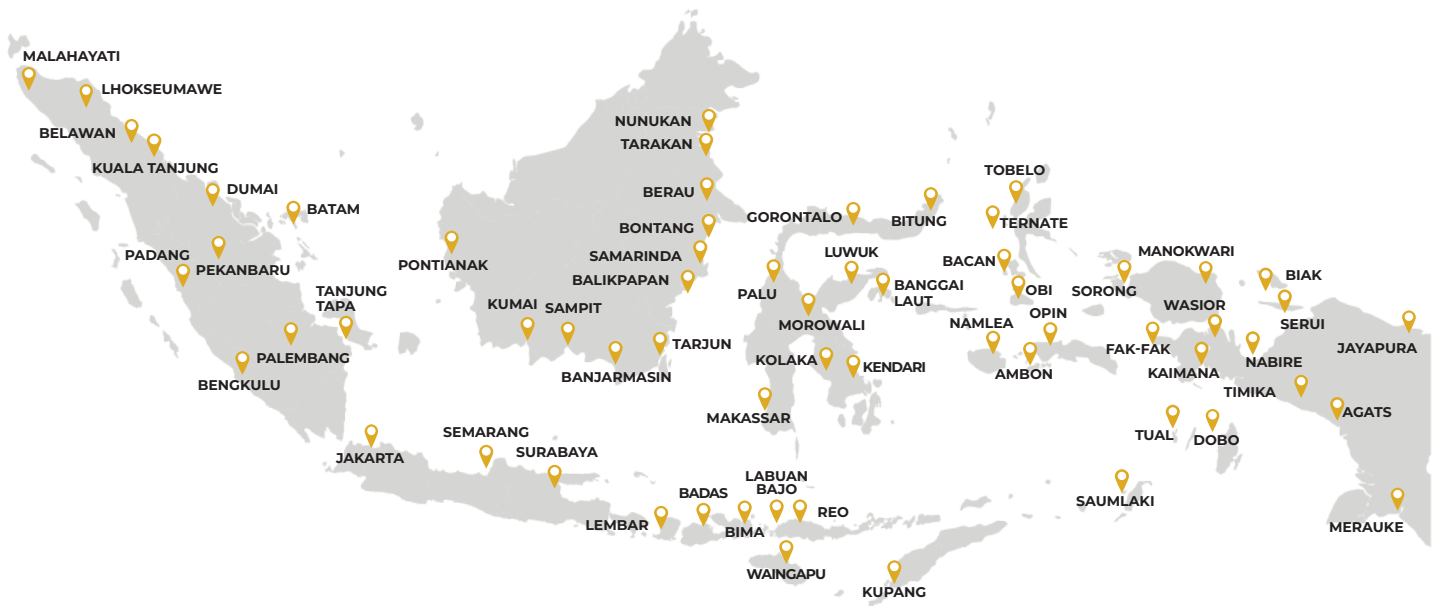 MALAHAYATI
LHOKSEUMAWE
BELAWAN
KUALA TANJUNG
DUMAI
BATAM
PADANG
PEKANBARU
TANJUNG
TAPA
PALEMBANG
BENGKULU
NUNUKAN
TARAKAN
BERAU
BONTANG
SAMARINDA
BALIKPAPAN
PONTIANAK
KUMAI
SAMPIT
TARJUN
BANJARMASIN
GORONTALO
BITUNG
LUWUK
PALU
BANGGAI
LAUT
MOROWALI
KOLAKA
KENDARI
MAKASSAR
TOBELO
TERNATE
BACAN
OBI
OPIN
NAMLEA
AMBON
MANOKWARI
SORONG
BIAK
WASIOR
SERUI
FAK-FAK
KAIMANA
NABIRE
JAYAPURA
TIMIKA
AGATS
TUAL
DOBO
SAUMLAKI
MERAUKE
JAKARTA
SEMARANG
SURABAYA
LEMBAR
BADAS
BIMA
LABUAN
BAJO
REO
WAINGAPU
KUPANG